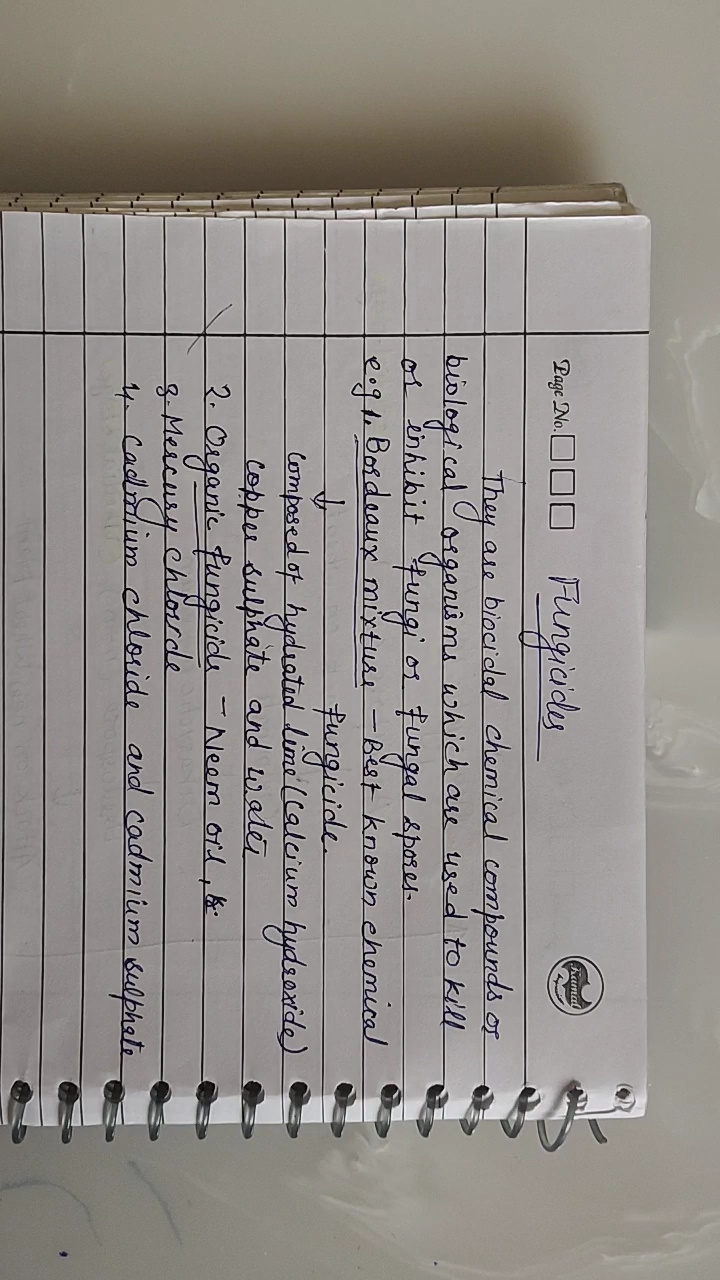 Page No.
Fungicides
Kamal
They are biocidal chemical compounds or
biological organisms which are used to kill
or inhibit fungi or fungal spores.
e.g 1. Bordeaux mixture - Best known chemical
fungicide.
↓
composed of hydrated lime (calcium hydroxide)
copper sulphate and water
2. Organic fungicide - Neem oil,
3. Mercury chloride
4. cadmium chloride and cadmium sulphate